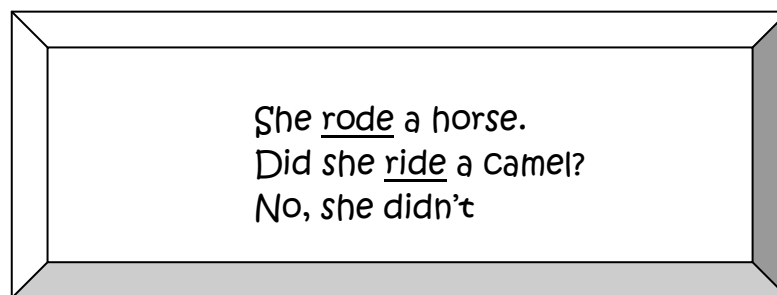 She rode a horse.
Did she ride a camel?
No, she didn’t